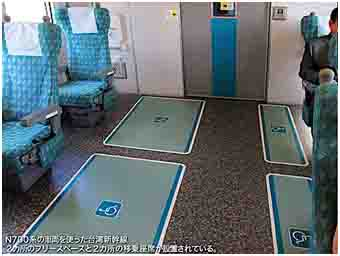 N700系の車両を使った台湾新幹線
２カ所のフリースペースと２カ所の移乗座席が設置されている。